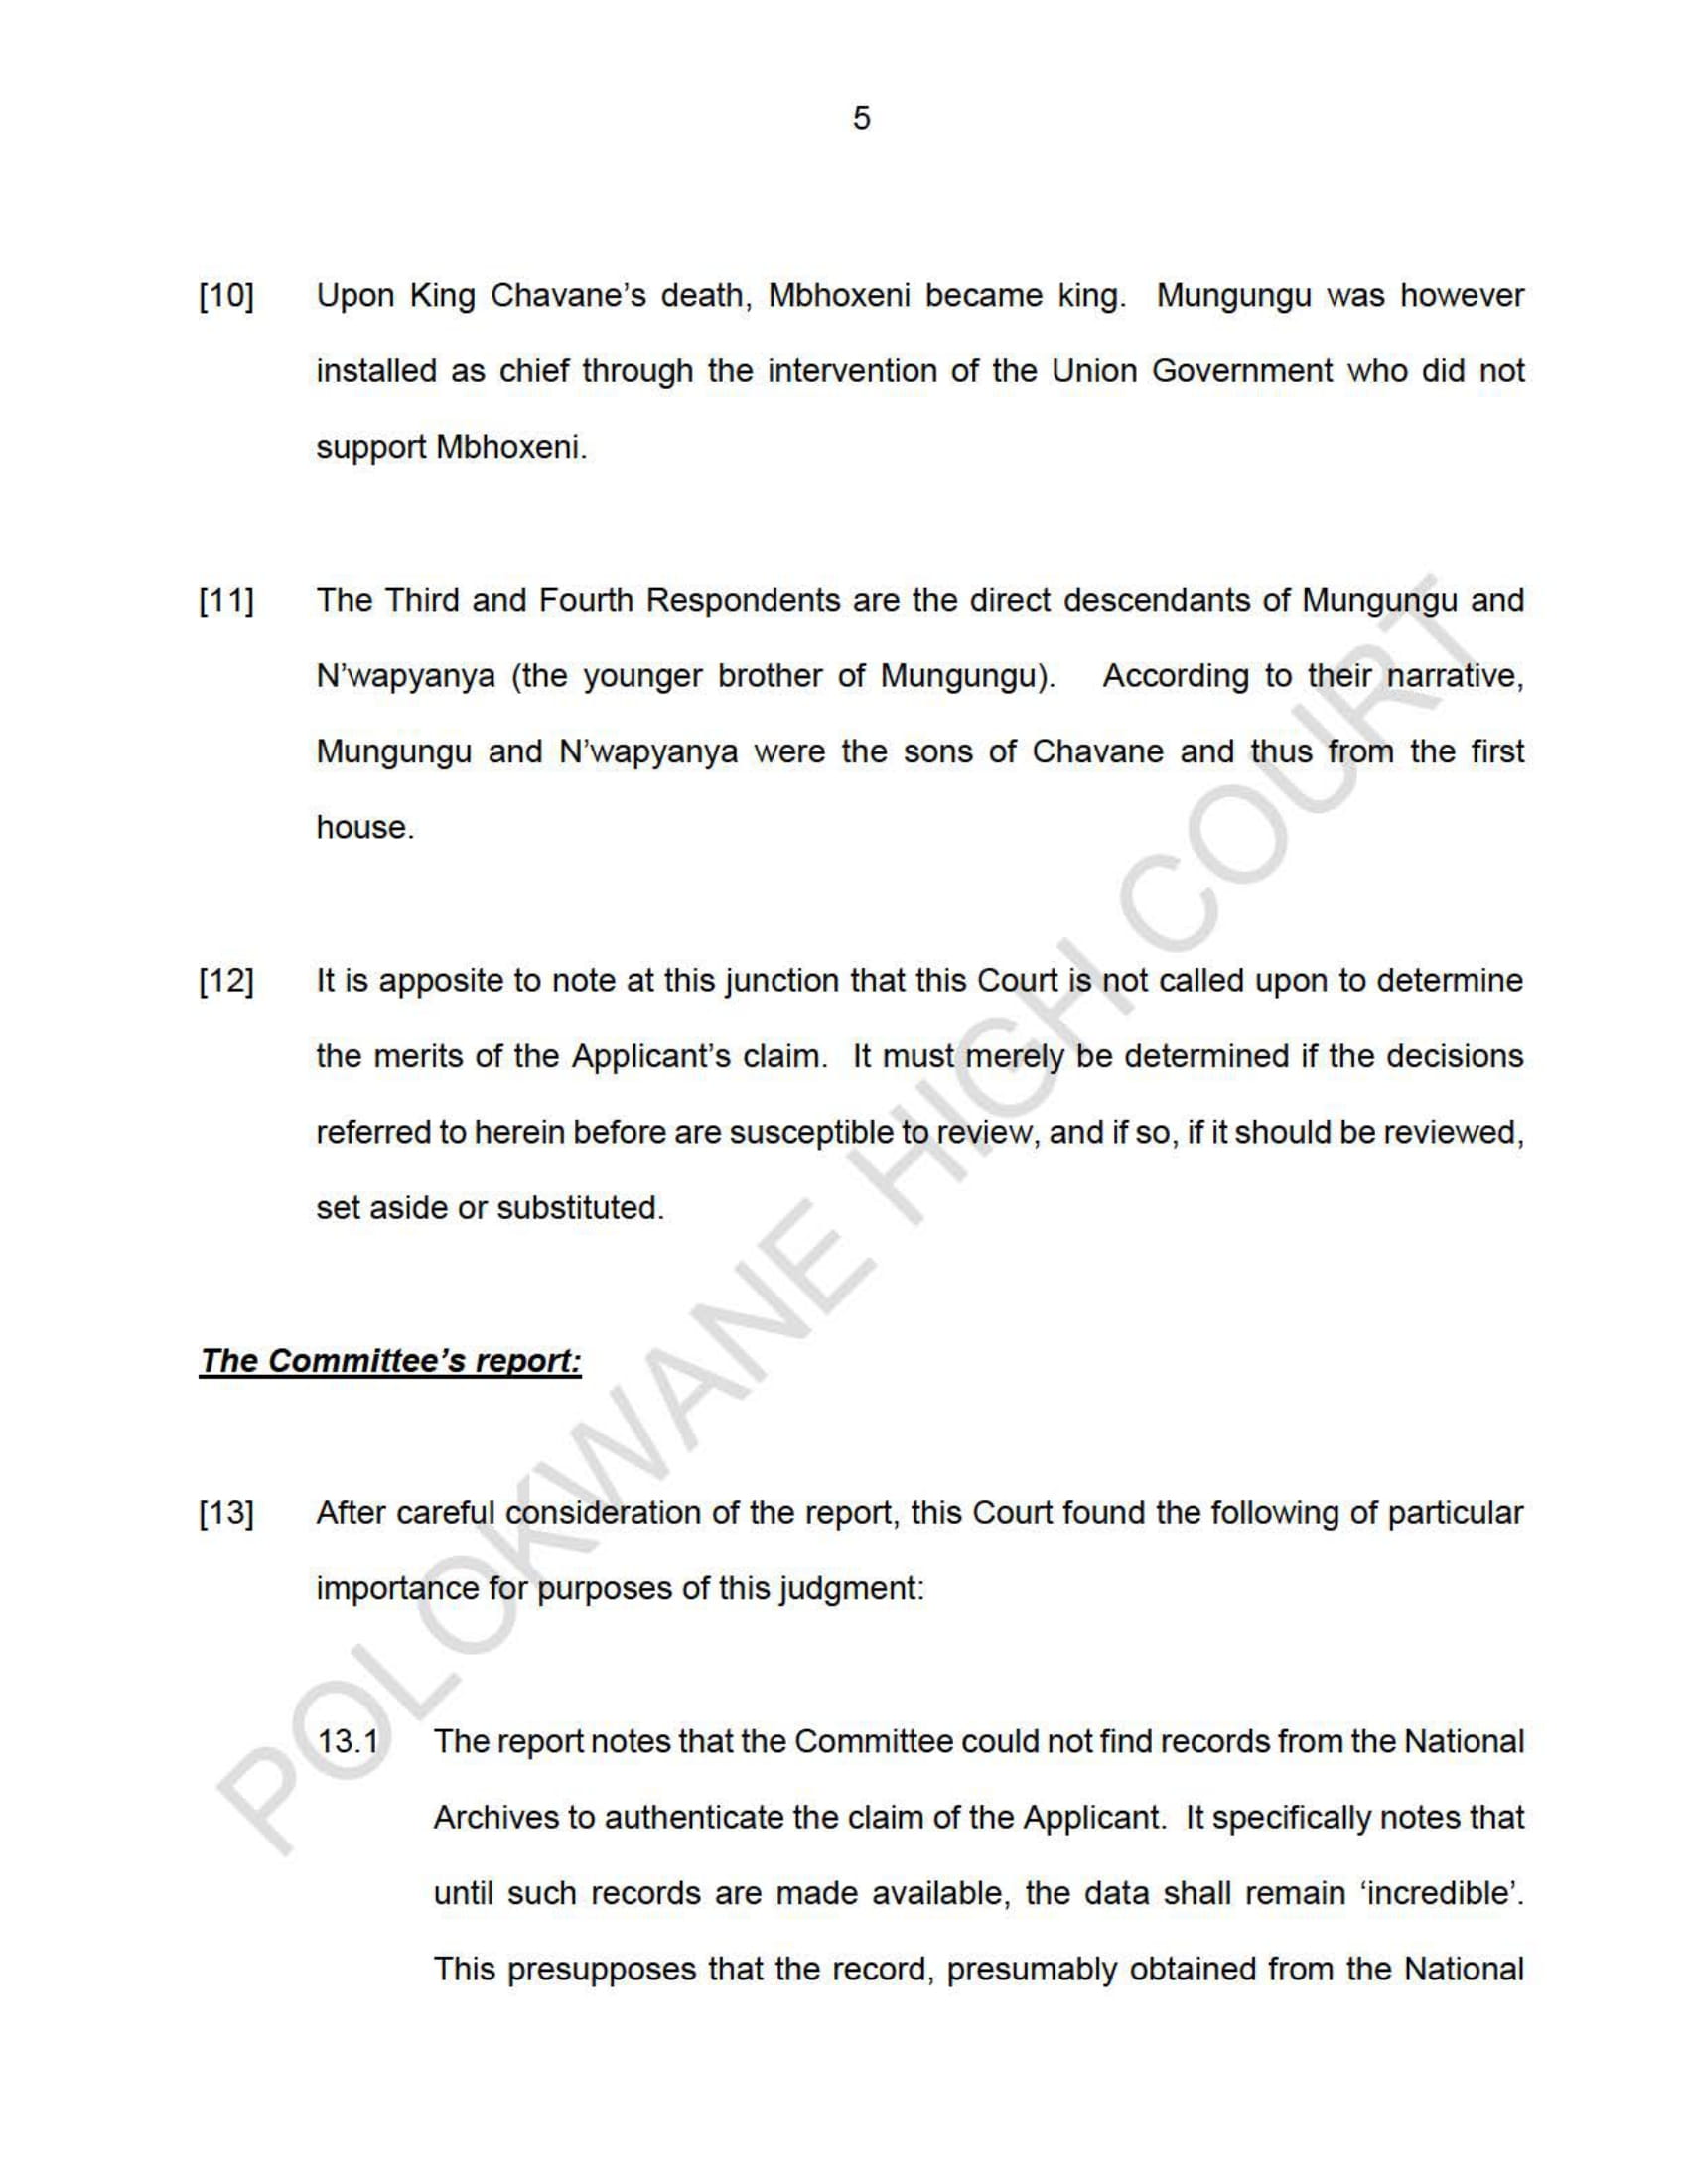 5
[10] Upon King Chavane’s death, Mbhoxeni became king. Mungungu was however
installed as chief through the intervention of the Union Government who did not
support Mbhoxeni.
[11] The Third and Fourth Respondents are the direct descendants of Mungungu and
N’wapyanya (the younger brother of Mungungu). According to their narrative,
Mungungu and N’wapyanya were the sons of Chavane and thus from the first
house.
[12] It is apposite to note at this junction that this Court is not called upon to determine
the merits of the Applicant’s claim. It must merely be determined if the decisions
referred to herein before are susceptible to review, and if so, if it should be reviewed,
set aside or substituted.
The Committee’s report:
[13] After careful consideration of the report, this Court found the following of particular
importance for purposes of this judgment:
13.1 The report notes that the Committee could not find records from the National
Archives to authenticate the claim of the Applicant. It specifically notes that
until such records are made available, the data shall remain ‘incredible’.
This presupposes that the record, presumably obtained from the National
POLOKWANE HIGH COURT